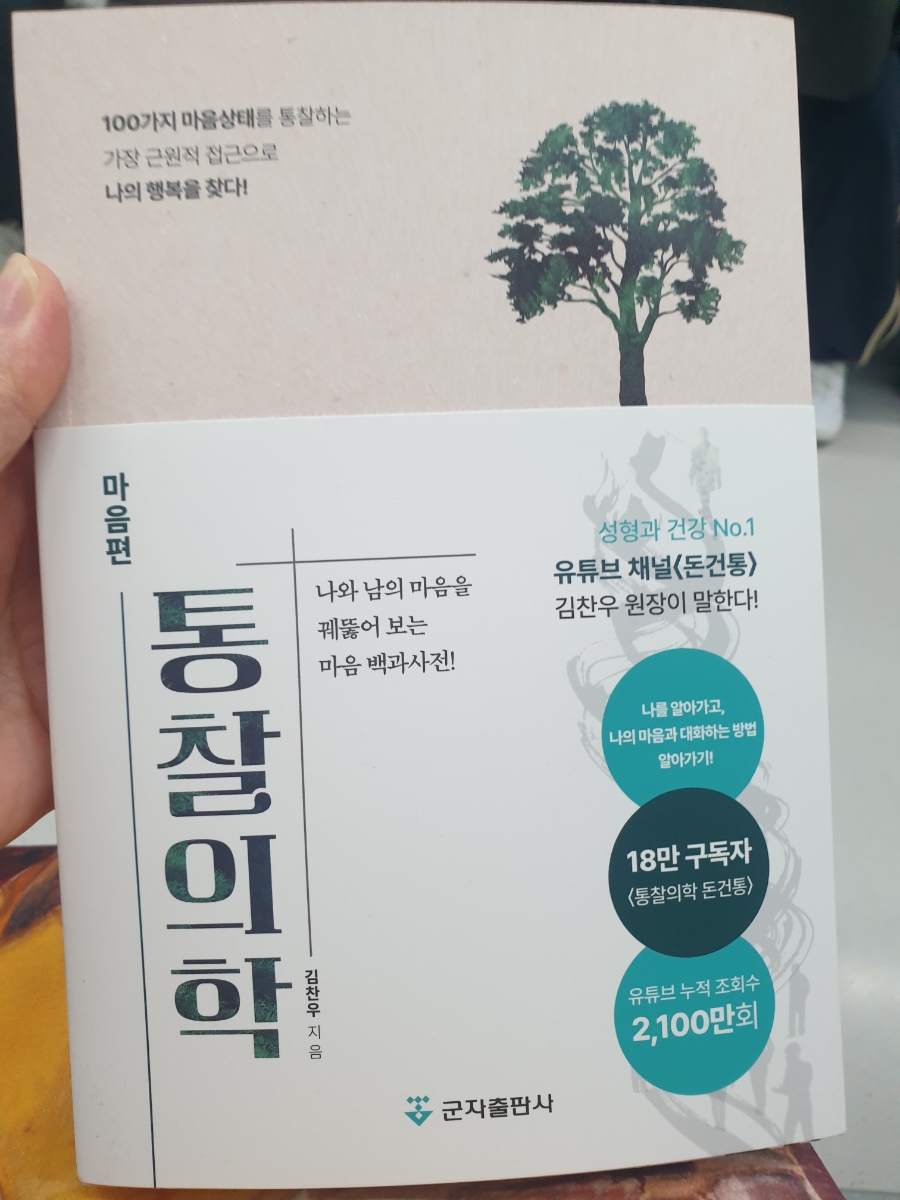 100가지 마음상태를 통찰하는
가장 근원적 접근으로
나의 행복을 찾다!
마음편
통찰의학
나와 남의 마음을
꿰뚫어 보는
마음 백과사전!
김찬우 지음
성형과 건강 No.1
유튜브 채널〈돈건통〉
김찬우 원장이 말한다!
나를 알아가고,
나의 마음과 대화하는 방법
알아가기!
18만 구독자
〈통찰의학 돈건통〉
유튜브 누적 조회수
2,100만회
군자출판사